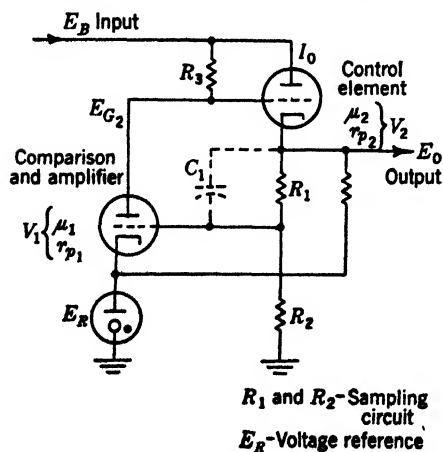 E_B Input
I_0
R_3
Control
element
E_G2
μ_2
r_p2
V_2
E_0
Output
Comparison
and amplifier
C_1
R_1
V_1
μ_1
r_p1
E_R
R_2
R_1 and R_2-Sampling
circuit
E_R-Voltage reference